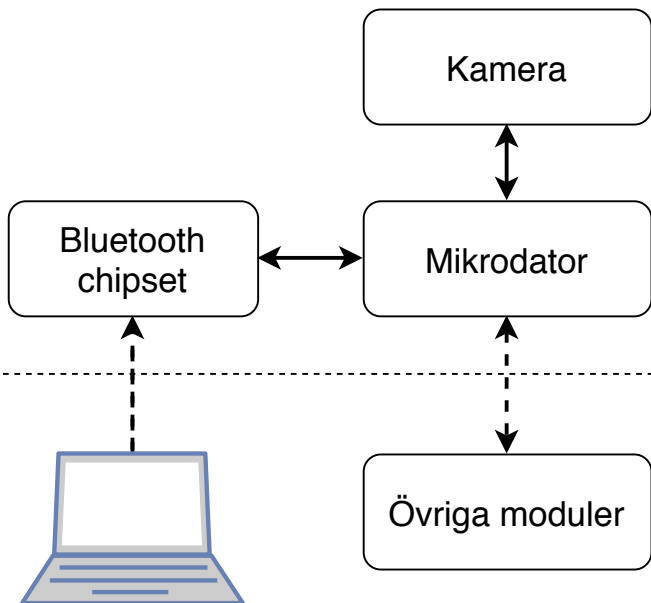 Kamera
Bluetooth
chipset
Mikrodator
Övriga moduler